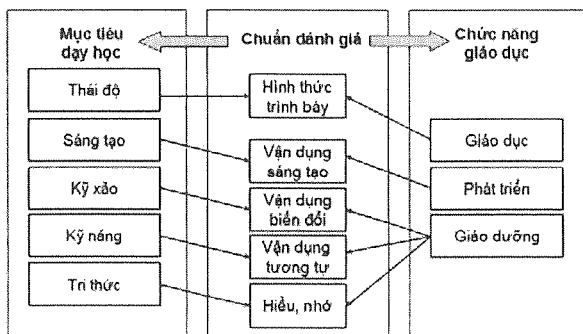 Mục tiêu
dạy học
Thái độ
Sáng tạo
Kỹ xảo
Kỹ năng
Tri thức
Chuẩn đánh giá
Hình thức
trình bày
Vận dụng
sáng tạo
Vận dụng
biến đổi
Vận dụng
tương tự
Hiểu, nhớ
Chức năng
giáo dục
Giáo dục
Phát triển
Giáo dưỡng